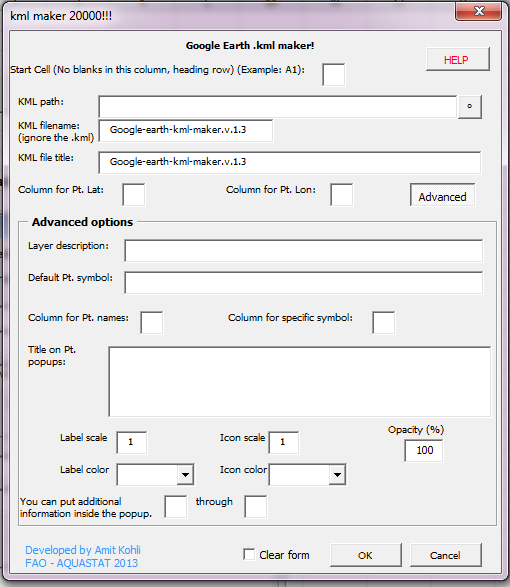 kml maker 20000!!!
Google Earth .kml maker!
HELP
Start Cell (No blanks in this column, heading row) (Example: A1):
KML path:
°
KML filename:
(ignore the .kml)
Google-earth-kml-maker.v.1.3
KML file title:
Google-earth-kml-maker.v.1.3
Column for Pt. Lat:
Column for Pt. Lon:
Advanced
Advanced options
Layer description:
Default Pt. symbol:
Column for Pt. names:
Column for specific symbol:
Title on Pt.
popups:
Label scale
1
Icon scale
1
Opacity (%)
100
Label color
Icon color
You can put additional
information inside the popup.
through
Developed by Amit Kohli
FAO - AQUASTAT 2013
Clear form
OK
Cancel